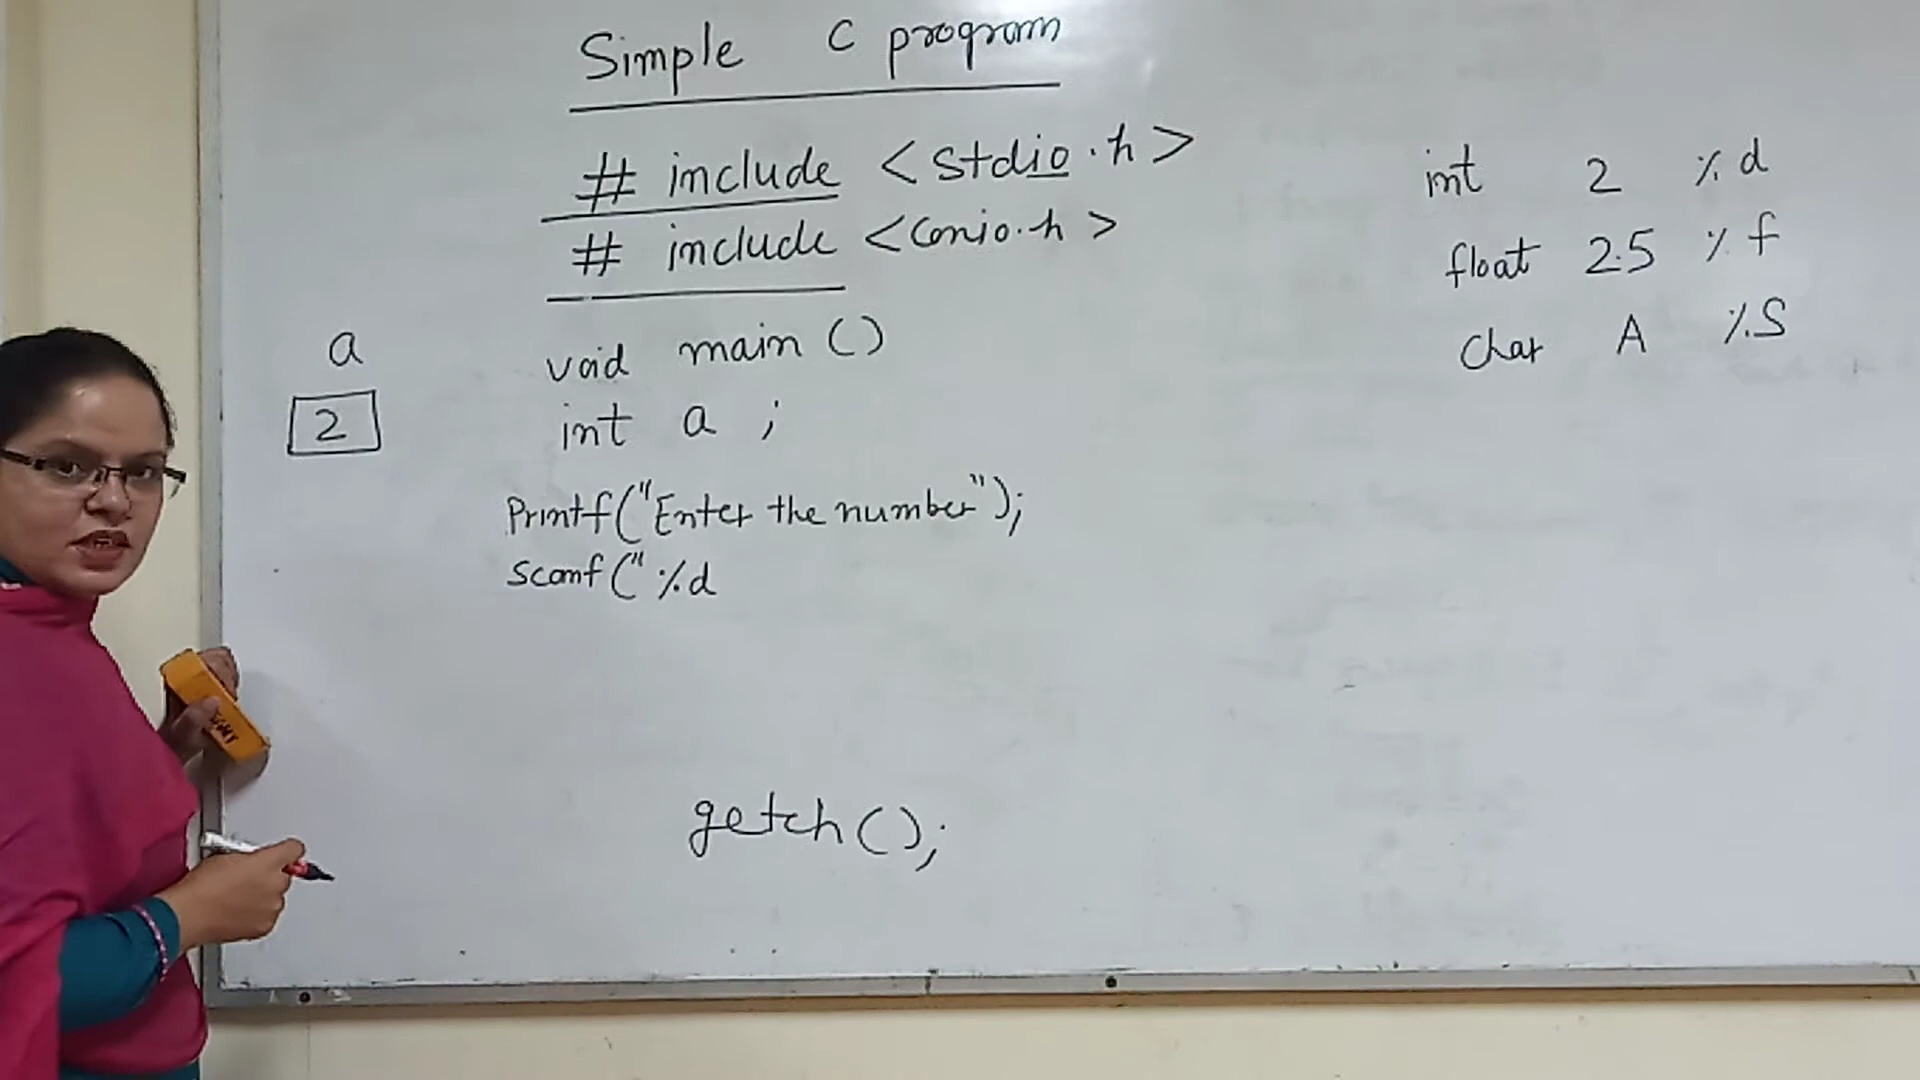 Simple C program
# include <stdio.h>
# include <conio.h>
void main ()
int a ;
Printf("Enter the number");
Scanf(" %d
getch();
a
2
int 2 % d
float 2.5 % f
Char A %S